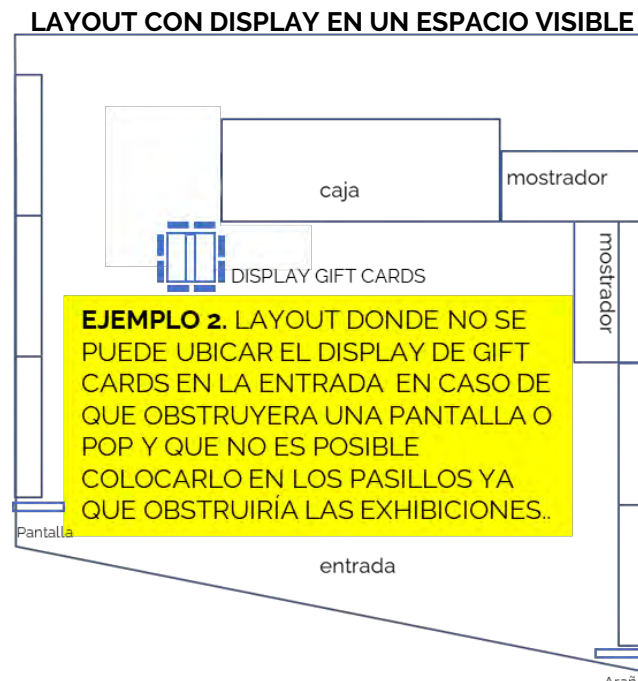 LAYOUT CON DISPLAY EN UN ESPACIO VISIBLE
caja
mostrador
mostrador
DISPLAY GIFT CARDS
EJEMPLO 2. LAYOUT DONDE NO SE
PUEDE UBICAR EL DISPLAY DE GIFT
CARDS EN LA ENTRADA EN CASO DE
QUE OBSTRUYERA UNA PANTALLA O
POP Y QUE NO ES POSIBLE
COLOCARLO EN LOS PASILLOS YA
QUE OBSTRUIRÍA LAS EXHIBICIONES..
Pantalla
entrada